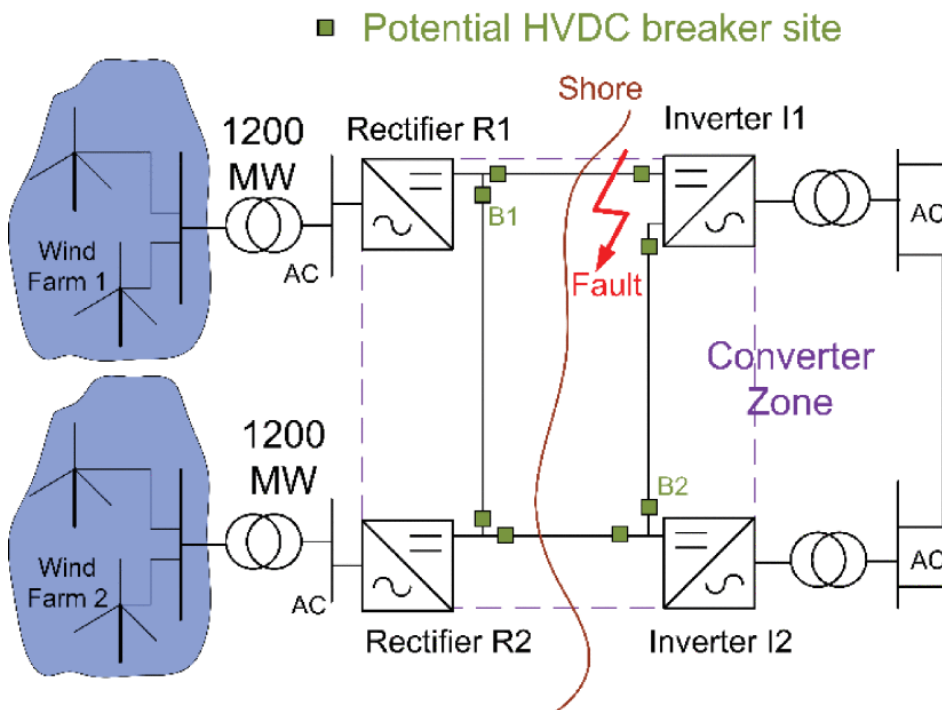 Potential HVDC breaker site
Shore
1200
MW
Rectifier R1
Inverter I1
B1
Fault
AC
AC
Wind
Farm 1
Converter
Zone
1200
MW
B2
Wind
Farm 2
AC
AC
Rectifier R2
Inverter I2